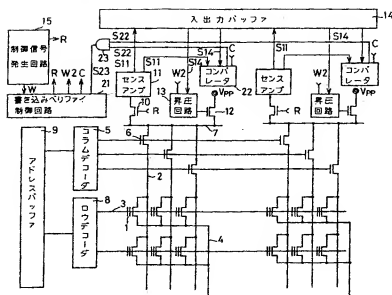 入出力バッファ
14
15
制御信号
発生回路
R
W
R
W2
C
S23
書き込みベリファイ
制御回路
21
23
S22
S22
S11
S11
センス
アンプ
11
10
R
13
W2
昇圧
回路
S14
S14
C
コンパ
レータ
22
Vpp
12
7
S11
センス
アンプ
R
W2
昇圧
回路
S14
S14
C
コンパ
レータ
Vpp
9
アドレスバッファ
5
コラムデコーダ
6
2
8
ロウデコーダ
3
1
4